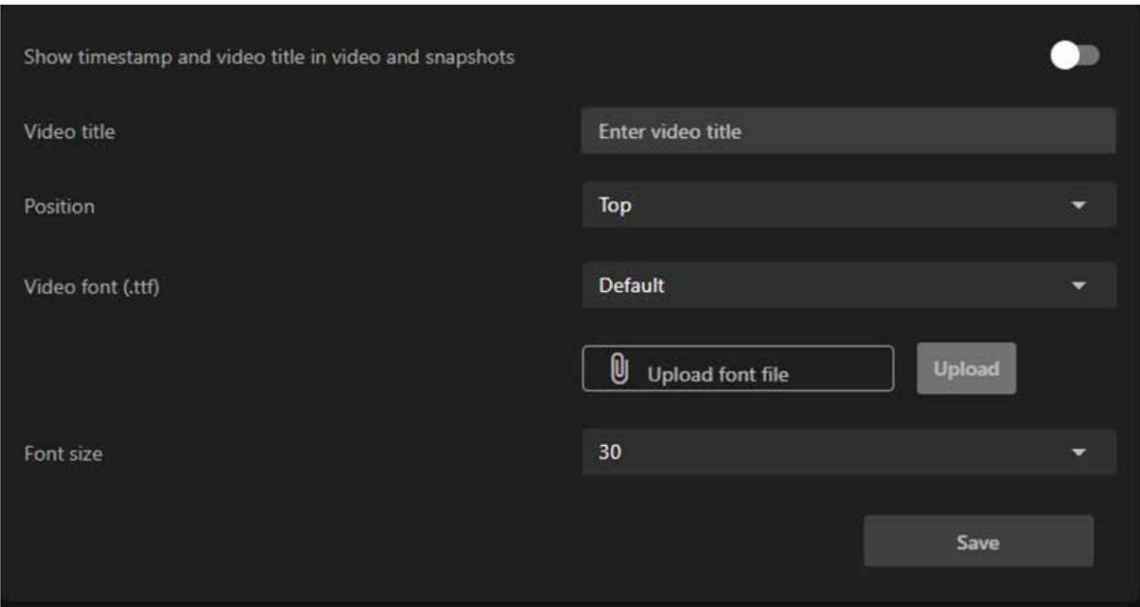 Show timestamp and video title in video and snapshots
Video title
Enter video title
Position
Top
Video font (.ttf)
Default
Upload font file
Upload
Font size
30
Save